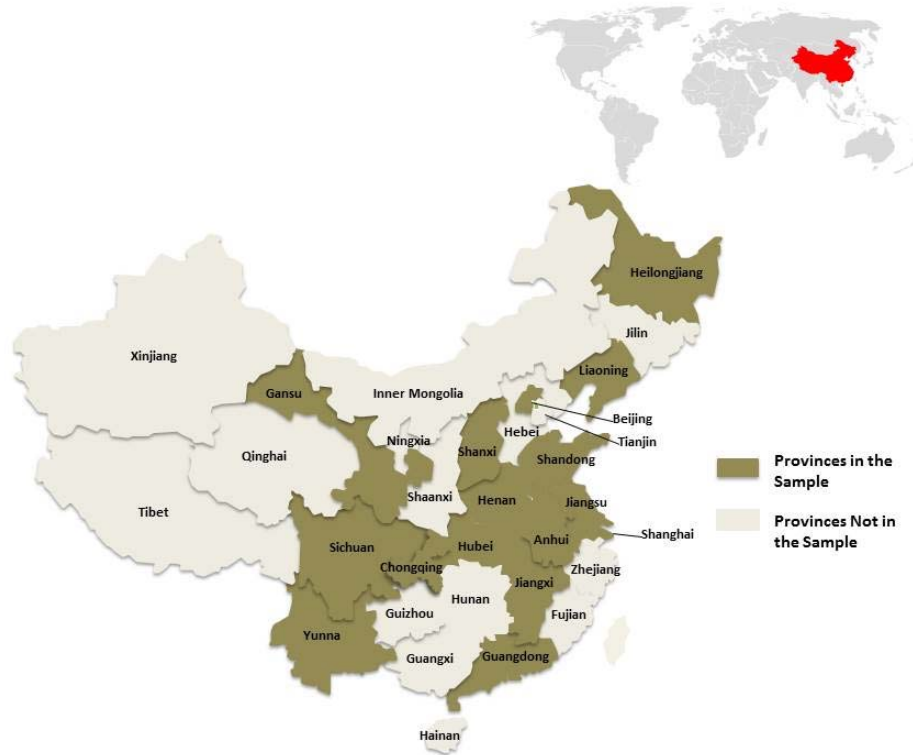 Heilongjiang
Jilin
Xinjiang
Liaoning
Gansu
Inner Mongolia
Beijing
Hebei
Tianjin
Ningxia
Shanxi
Qinghai
Shandong
Provinces in the
Sample
Shaanxi
Henan
Jiangsu
Tibet
Provinces Not in
the Sample
Shanghai
Anhui
Sichuan
Hubei
Chongqing
Zhejiang
Jiangxi
Hunan
Guizhou
Fujian
Yunna
Guangxi
Guangdong
Hainan